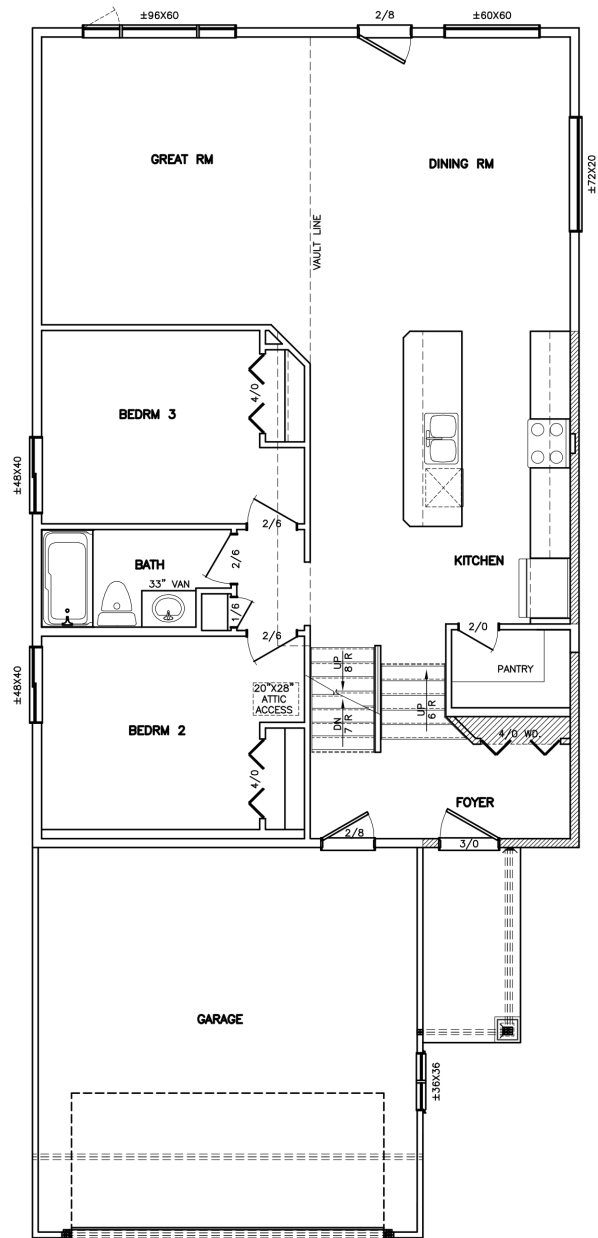 ±96X60
2/8
±60X60
GREAT RM
DINING RM
±72X20
VAULT LINE
BEDRM 3
4/0
±48X40
2/6
BATH
2/6
33" VAN
1/6
KITCHEN
2/6
2/0
±48X40
UP
8 R
PANTRY
20"X28"
ATTIC
ACCESS
DN
7 R
UP
6 R
BEDRM 2
4/0 WD.
4/0
FOYER
2/8
3/0
GARAGE
±36X36